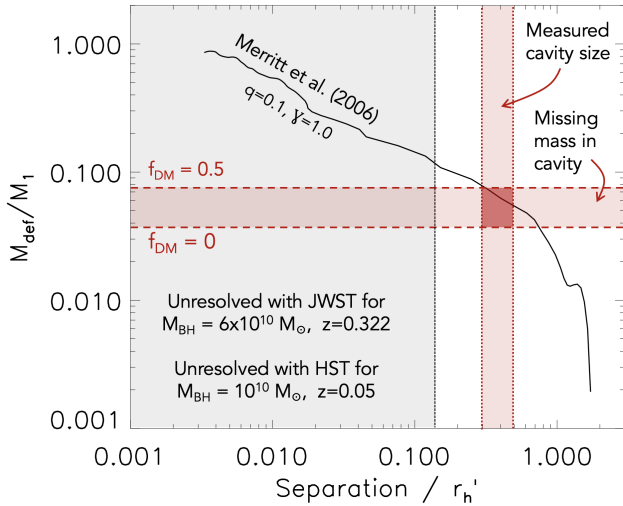 1.000
0.100
0.010
0.001
M_def/M_1
Merritt et al. (2006)
q=0.1, γ=1.0
Measured
cavity size
Missing
mass in
cavity
f_DM = 0.5
f_DM = 0
Unresolved with JWST for
M_BH = 6x10^10 M_⊙, z=0.322
Unresolved with HST for
M_BH = 10^10 M_⊙, z=0.05
0.001
0.010
0.100
1.000
Separation / r_h'